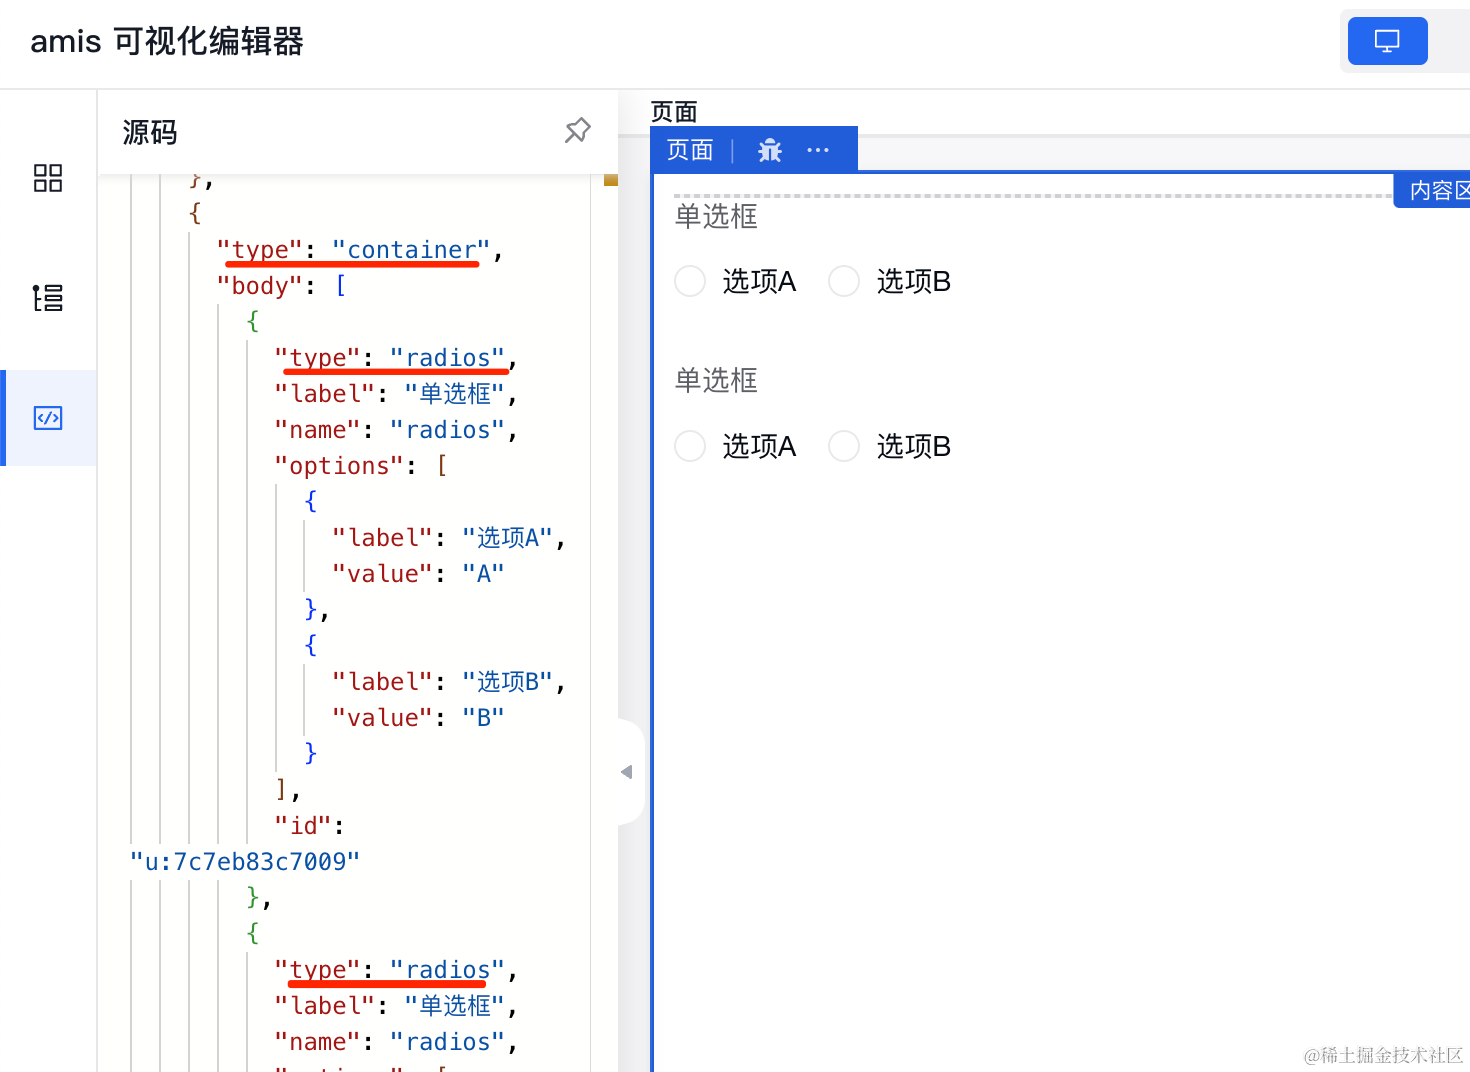 amis 可视化编辑器
源码
},
{
"type": "container",
"body": [
{
"type": "radios",
"label": "单选框",
"name": "radios",
"options": [
{
"label": "选项A",
"value": "A"
},
{
"label": "选项B",
"value": "B"
}
],
"id":
"u:7c7eb83c7009"
},
{
"type": "radios",
"label": "单选框",
"name": "radios",
页面
页面
内容区
单选框
选项A 选项B
单选框
选项A 选项B
@稀土掘金技术社区